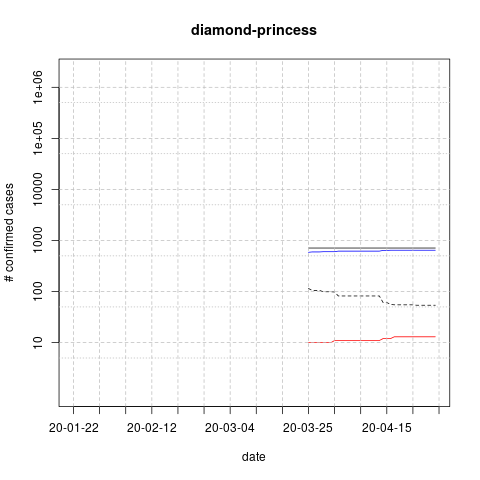 diamond-princess
# confirmed cases
1e+06
1e+05
10000
1000
100
10
20-01-22
20-02-12
20-03-04
20-03-25
20-04-15
date